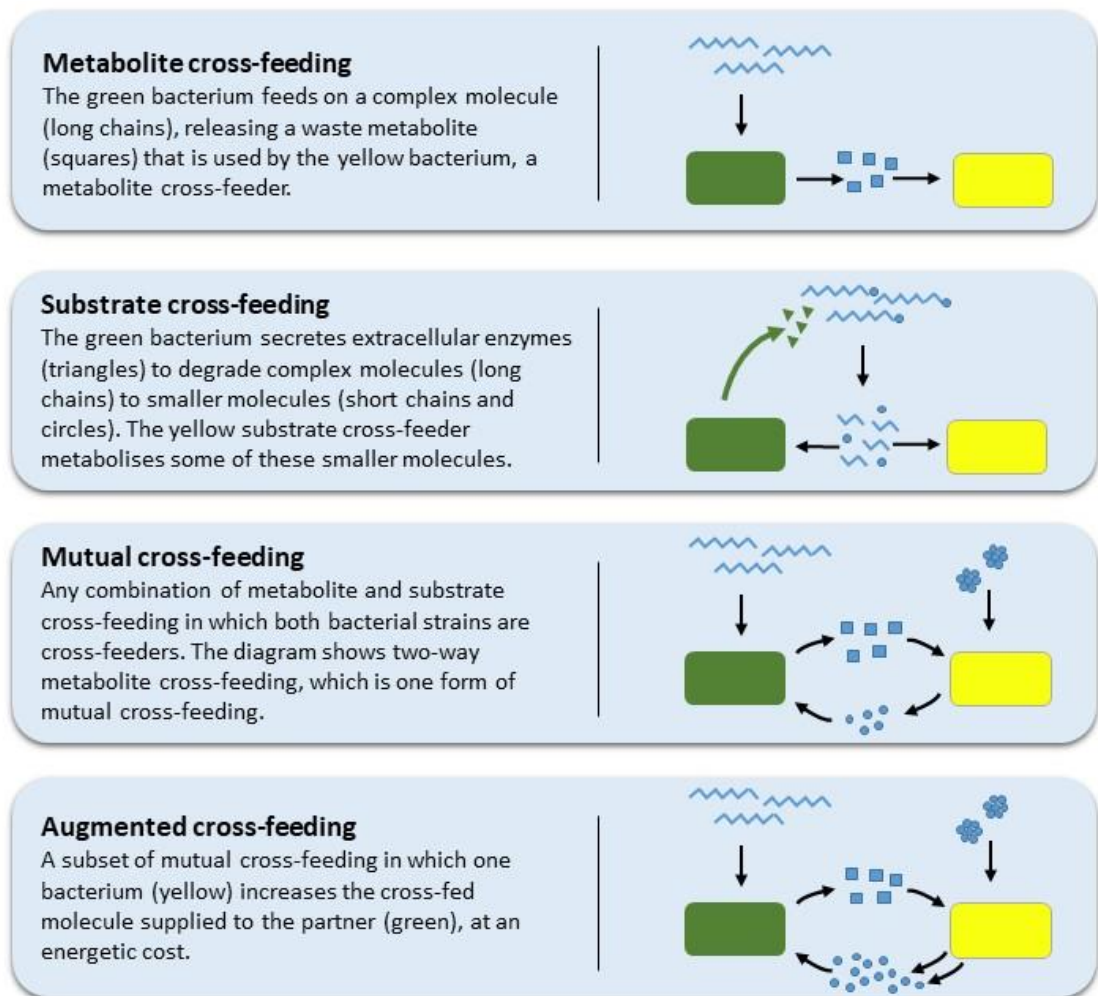 Metabolite cross-feeding
The green bacterium feeds on a complex molecule
(long chains), releasing a waste metabolite
(squares) that is used by the yellow bacterium, a
metabolite cross-feeder.
Substrate cross-feeding
The green bacterium secretes extracellular enzymes
(triangles) to degrade complex molecules (long
chains) to smaller molecules (short chains and
circles). The yellow substrate cross-feeder
metabolises some of these smaller molecules.
Mutual cross-feeding
Any combination of metabolite and substrate
cross-feeding in which both bacterial strains are
cross-feeders. The diagram shows two-way
metabolite cross-feeding, which is one form of
mutual cross-feeding.
Augmented cross-feeding
A subset of mutual cross-feeding in which one
bacterium (yellow) increases the cross-fed
molecule supplied to the partner (green), at an
energetic cost.